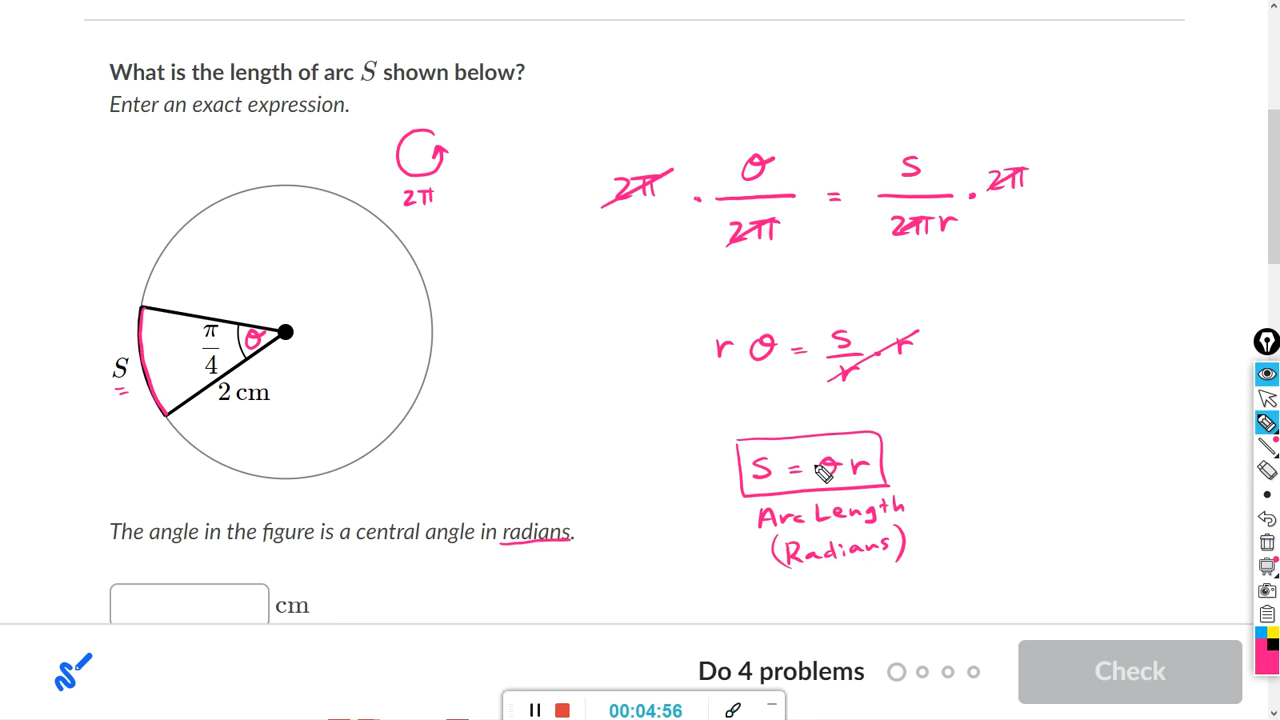 What is the length of arc S shown below?
Enter an exact expression.
2π
2π · θ/2π = s/2πr · 2π
π/4
θ
S
=
2 cm
r θ = s/r · r
s = θ r
Arc Length
(Radians)
The angle in the figure is a central angle in radians.
cm
Do 4 problems
Check
00:04:56